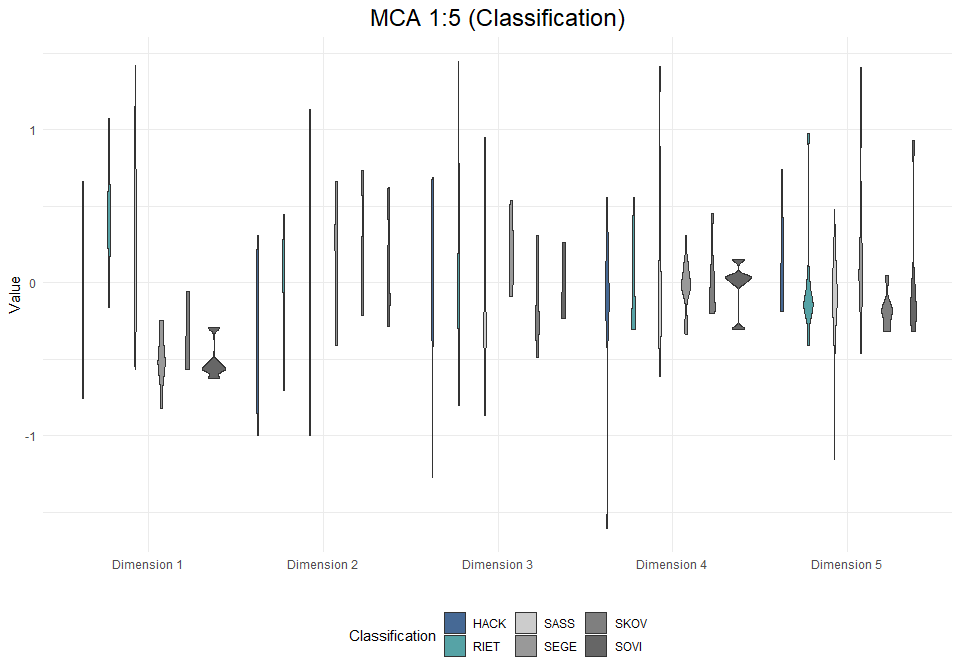 MCA 1:5 (Classification)
Value
1
0
-1
Dimension 1 Dimension 2 Dimension 3 Dimension 4 Dimension 5
Classification
HACK SASS SKOV
RIET SEGE SOVI